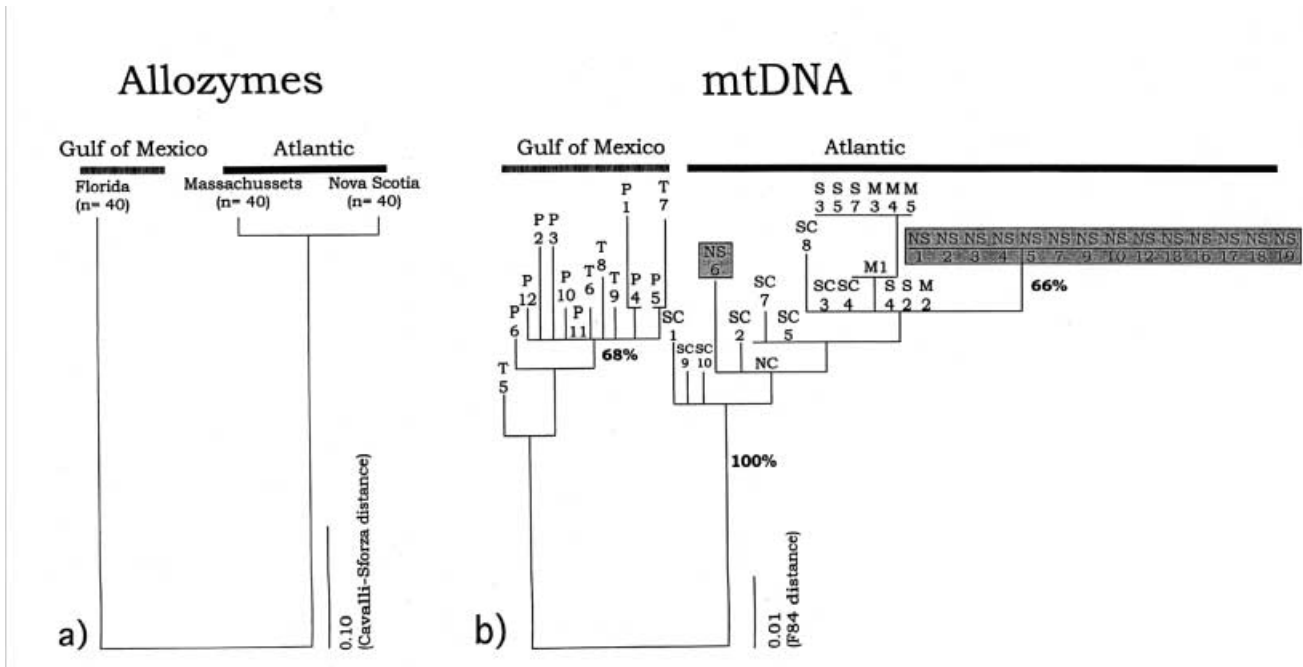 Allozymes
mtDNA
Gulf of Mexico
Atlantic
Florida
(n= 40)
Massachussets
(n= 40)
Nova Scotia
(n= 40)
0.10
(Cavalli-Sforza distance)
a)
Gulf of Mexico
Atlantic
T
5
P
6
P
12
P P
2 3
P
10
P
11
T
6
T
8
T
9
P
1
P
4
T
7
P
5
68%
SC
1
SC SC
9 10
NS
6
SC
2
NC
SC
7
SC
5
SC
8
SC SC
3 4
M1
S S S M M M
3 5 7 3 4 5
S S M
4 2 2
NS NS NS NS NS NS NS NS NS NS NS NS NS
1 2 3 4 5 7 9 10 12 13 16 17 18 19
66%
100%
0.01
(F84 distance)
b)